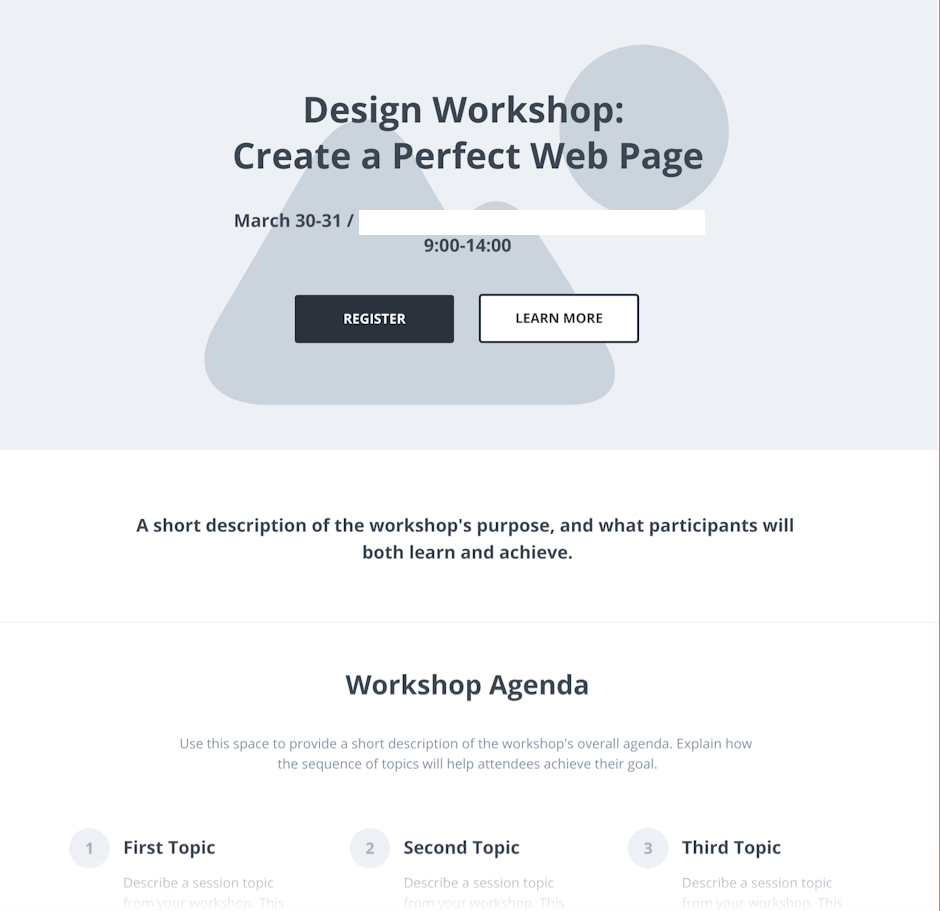 Design Workshop:
Create a Perfect Web Page
March 30-31 /
9:00-14:00
REGISTER
LEARN MORE
A short description of the workshop's purpose, and what participants will
both learn and achieve.
Workshop Agenda
Use this space to provide a short description of the workshop's overall agenda. Explain how
the sequence of topics will help attendees achieve their goal.
1 First Topic
Describe a session topic
from your workshop. This
2 Second Topic
Describe a session topic
from your workshop. This
3 Third Topic
Describe a session topic
from your workshop. This